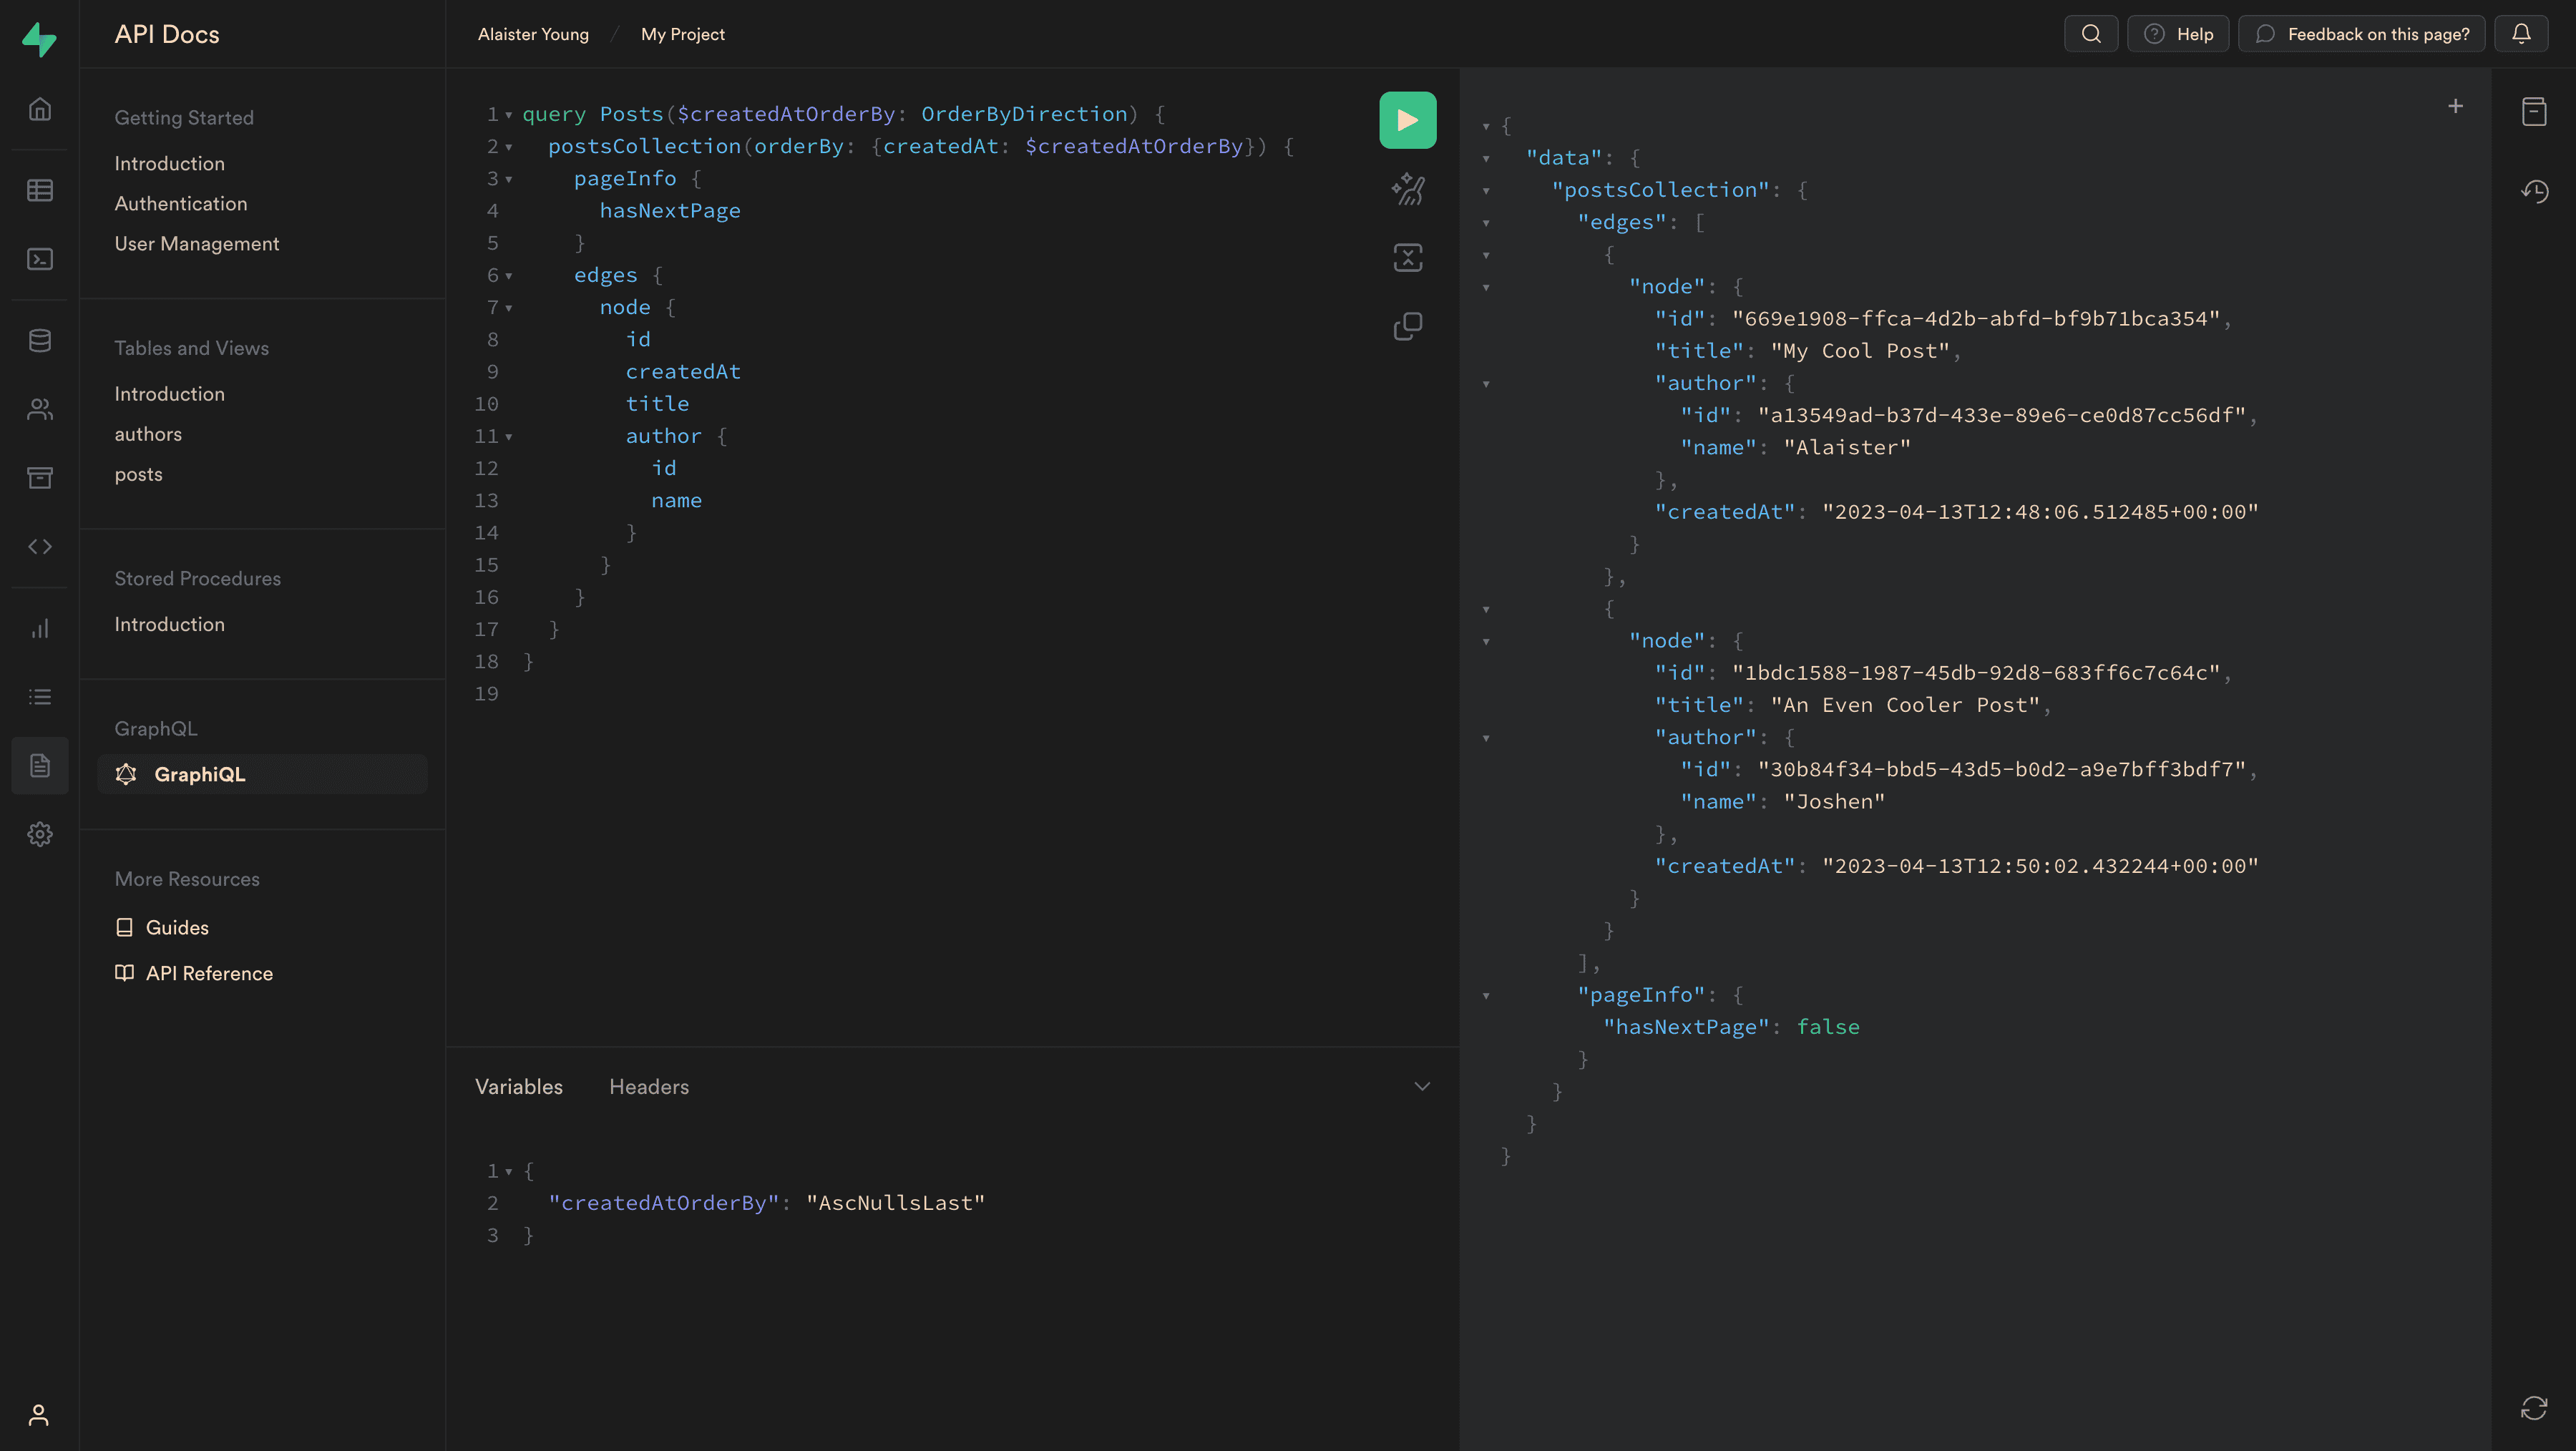 API Docs
Alaister Young / My Project
Help
Feedback on this page?
Getting Started
Introduction
Authentication
User Management
Tables and Views
Introduction
authors
posts
Stored Procedures
Introduction
GraphQL
GraphiQL
More Resources
Guides
API Reference
1 query Posts($createdAtOrderBy: OrderByDirection) {
2 postsCollection(orderBy: {createdAt: $createdAtOrderBy}) {
3 pageInfo {
4 hasNextPage
5 }
6 edges {
7 node {
8 id
9 createdAt
10 title
11 author {
12 id
13 name
14 }
15 }
16 }
17 }
18 }
19
Variables Headers
1 {
2 "createdAtOrderBy": "AscNullsLast"
3 }
{
"data": {
"postsCollection": {
"edges": [
{
"node": {
"id": "669e1908-ffca-4d2b-abfd-bf9b71bca354",
"title": "My Cool Post",
"author": {
"id": "a13549ad-b37d-433e-89e6-ce0d87cc56df",
"name": "Alaister"
},
"createdAt": "2023-04-13T12:48:06.512485+00:00"
}
},
{
"node": {
"id": "1bdc1588-1987-45db-92d8-683ff6c7c64c",
"title": "An Even Cooler Post",
"author": {
"id": "30b84f34-bbd5-43d5-b0d2-a9e7bff3bdf7",
"name": "Joshen"
},
"createdAt": "2023-04-13T12:50:02.432244+00:00"
}
}
],
"pageInfo": {
"hasNextPage": false
}
}
}
}